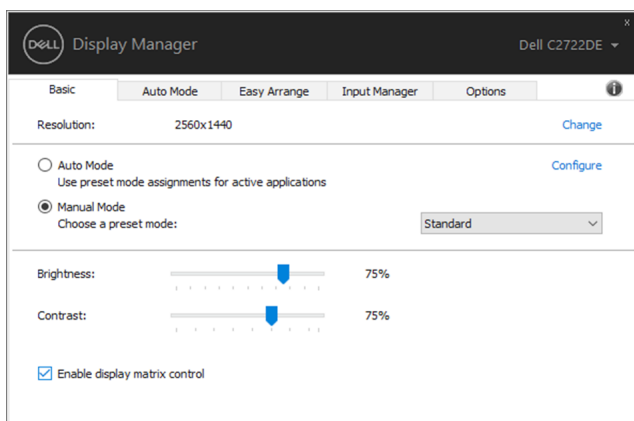 x
DELL Display Manager Dell C2722DE
Basic Auto Mode Easy Arrange Input Manager Options i
Resolution: 2560x1440 Change
Auto Mode Configure
Use preset mode assignments for active applications
Manual Mode
Choose a preset mode: Standard
Brightness: 75%
Contrast: 75%
Enable display matrix control